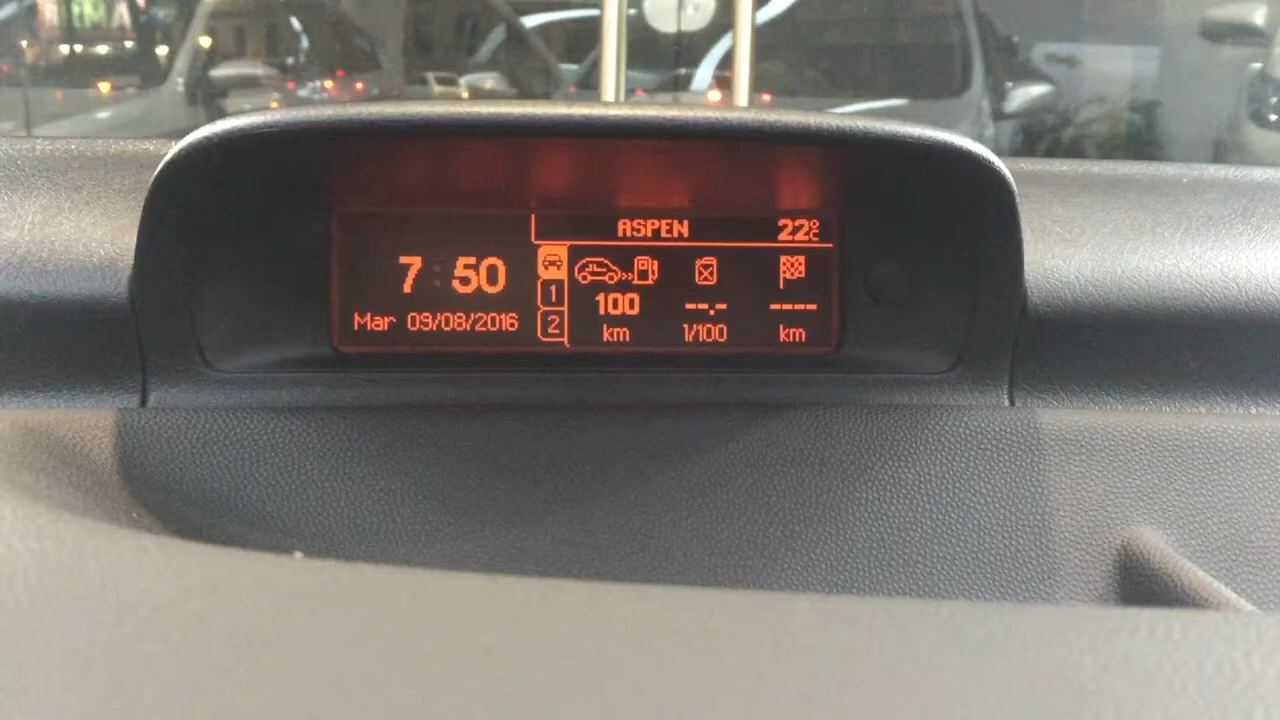 ASPEN 22°C
7:50
Mar 09/08/2016
1
2
100 --.- ----
km l/100 km